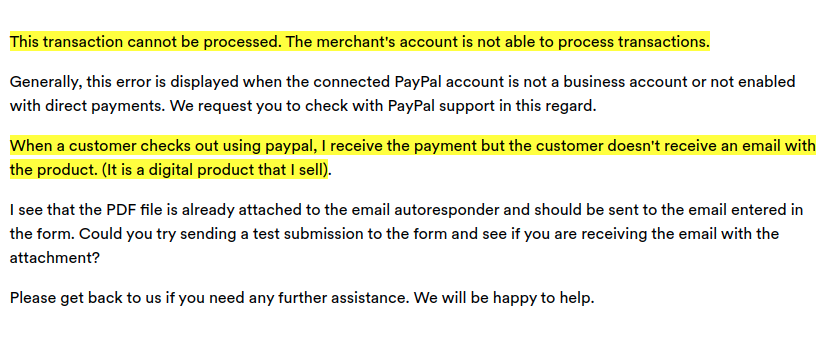 This transaction cannot be processed. The merchant's account is not able to process transactions.
Generally, this error is displayed when the connected PayPal account is not a business account or not enabled
with direct payments. We request you to check with PayPal support in this regard.
When a customer checks out using paypal, I receive the payment but the customer doesn't receive an email with
the product. (It is a digital product that I sell).
I see that the PDF file is already attached to the email autoresponder and should be sent to the email entered in
the form. Could you try sending a test submission to the form and see if you are receiving the email with the
attachment?
Please get back to us if you need any further assistance. We will be happy to help.